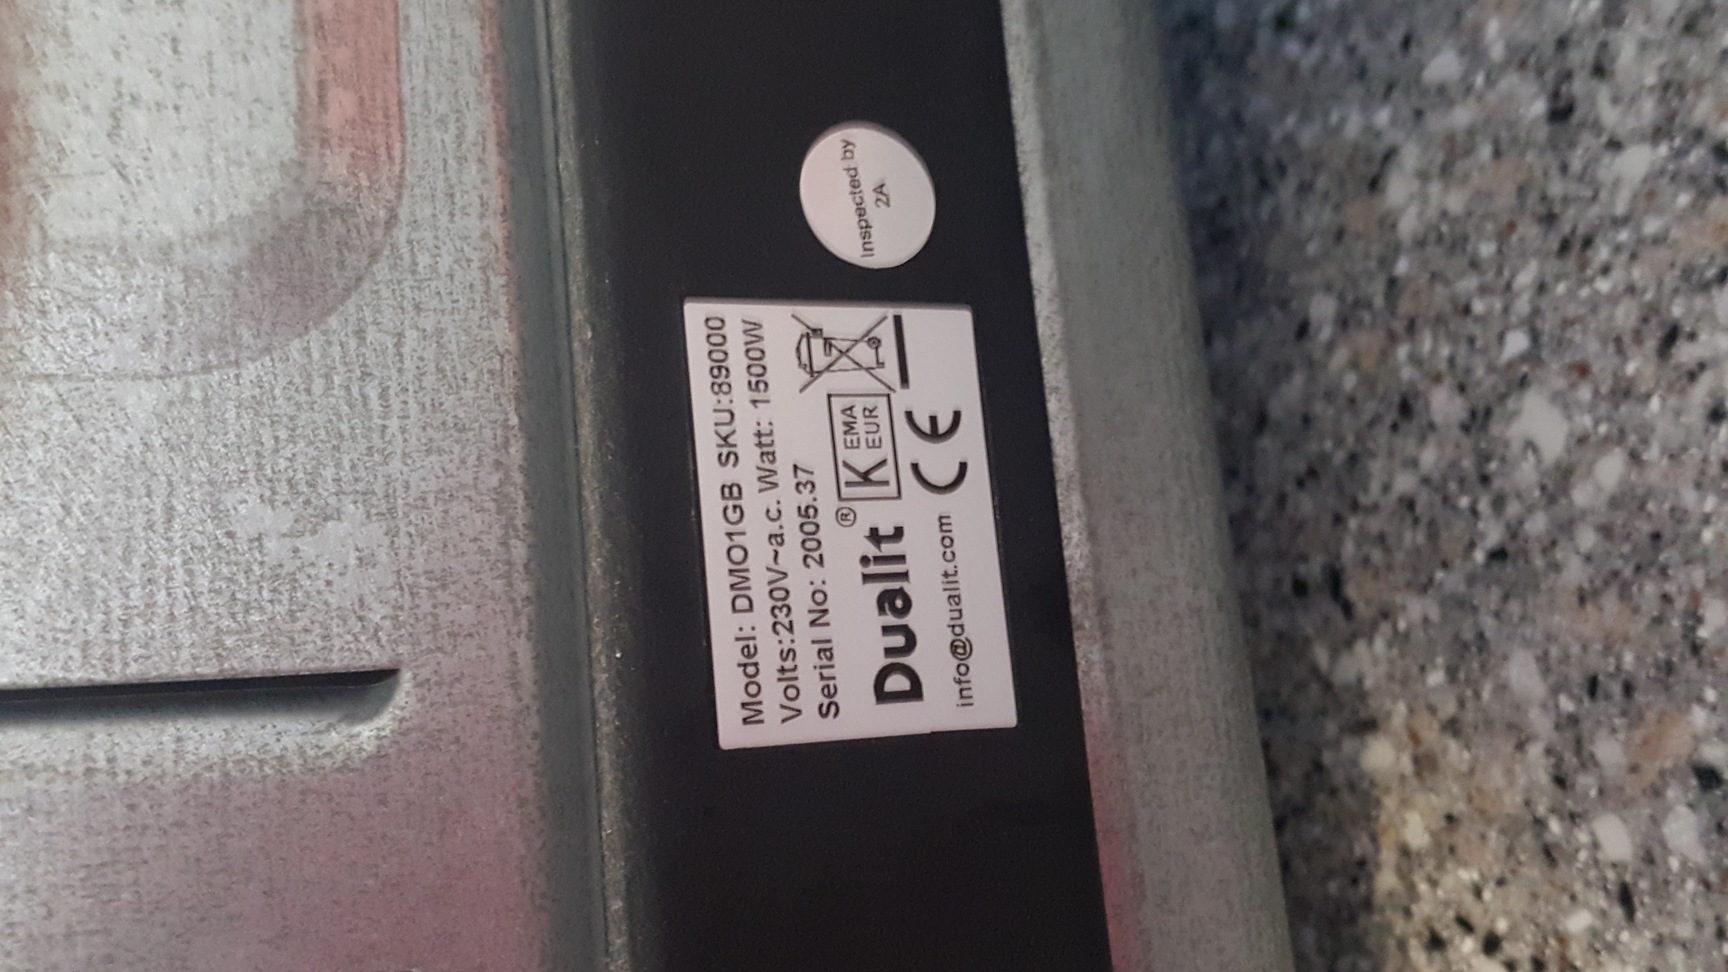 Model: DMO1GB SKU:89000
Volts:230V~a.c. Watt: 1500W
Serial No: 2005.37
Dualit®
KEMA
EUR
info@dualit.com CE
Inspected by
2A